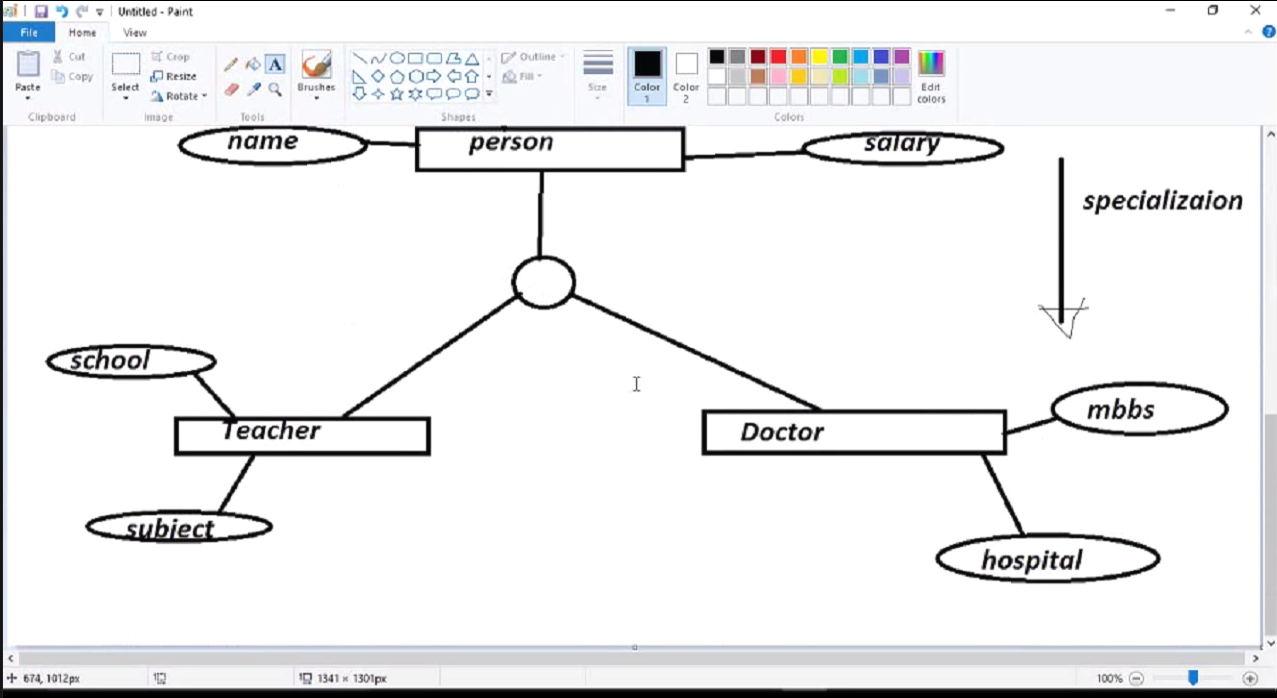 Untitled - Paint
File
Home
View
Paste
Cut
Copy
Clipboard
Select
Crop
Resize
Rotate
Image
A
Tools
Brushes
Outline
Fill
Shapes
Size
Color
1
Color
2
Edit
colors
Colors
name
person
salary
specializaion
school
Teacher
subject
Doctor
mbbs
hospital
674, 1012px
1341 × 1301px
100%